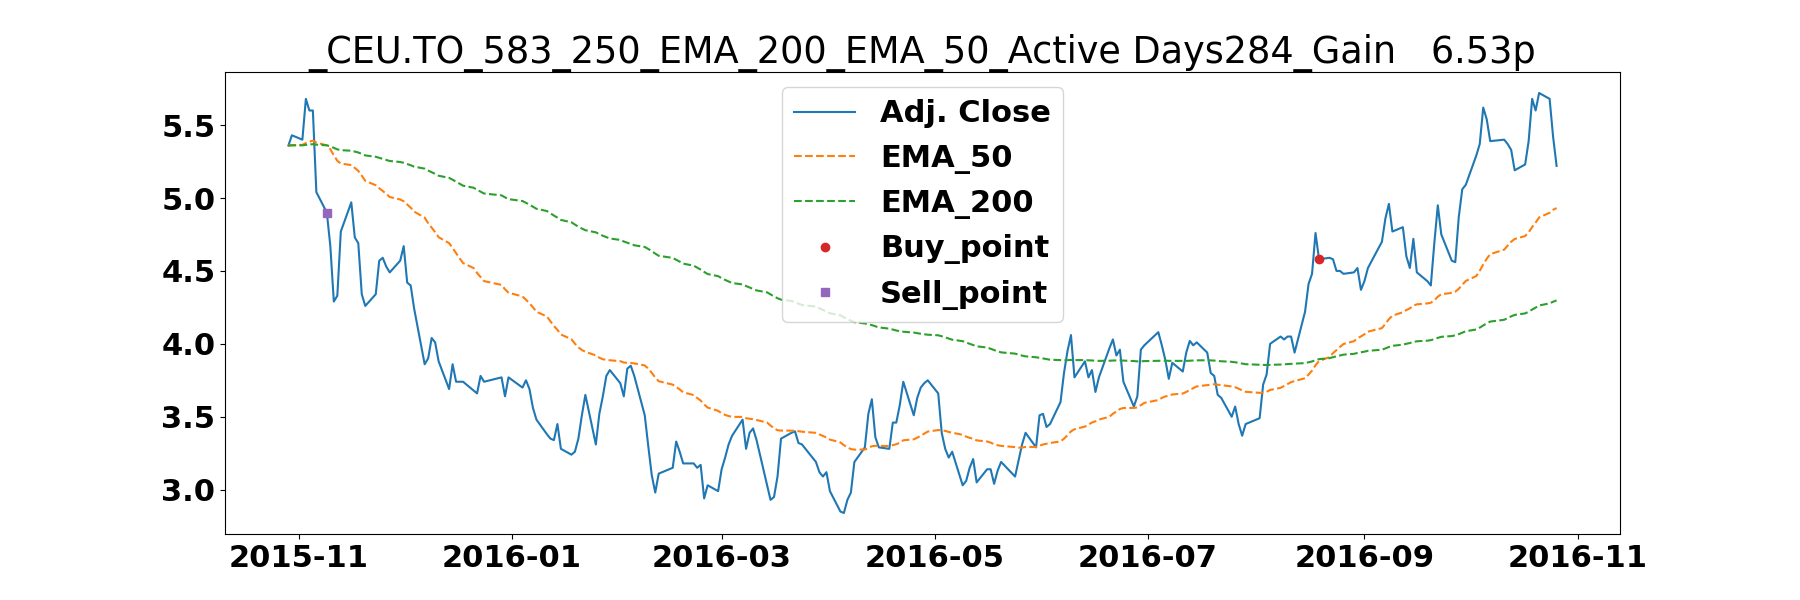 _CEU.TO_583_250_EMA_200_EMA_50_Active Days284_Gain   6.53p
Adj. Close
EMA_50
EMA_200
Buy_point
Sell_point
5.5
5.0
4.5
4.0
3.5
3.0
2015-11 2016-01 2016-03 2016-05 2016-07 2016-09 2016-11